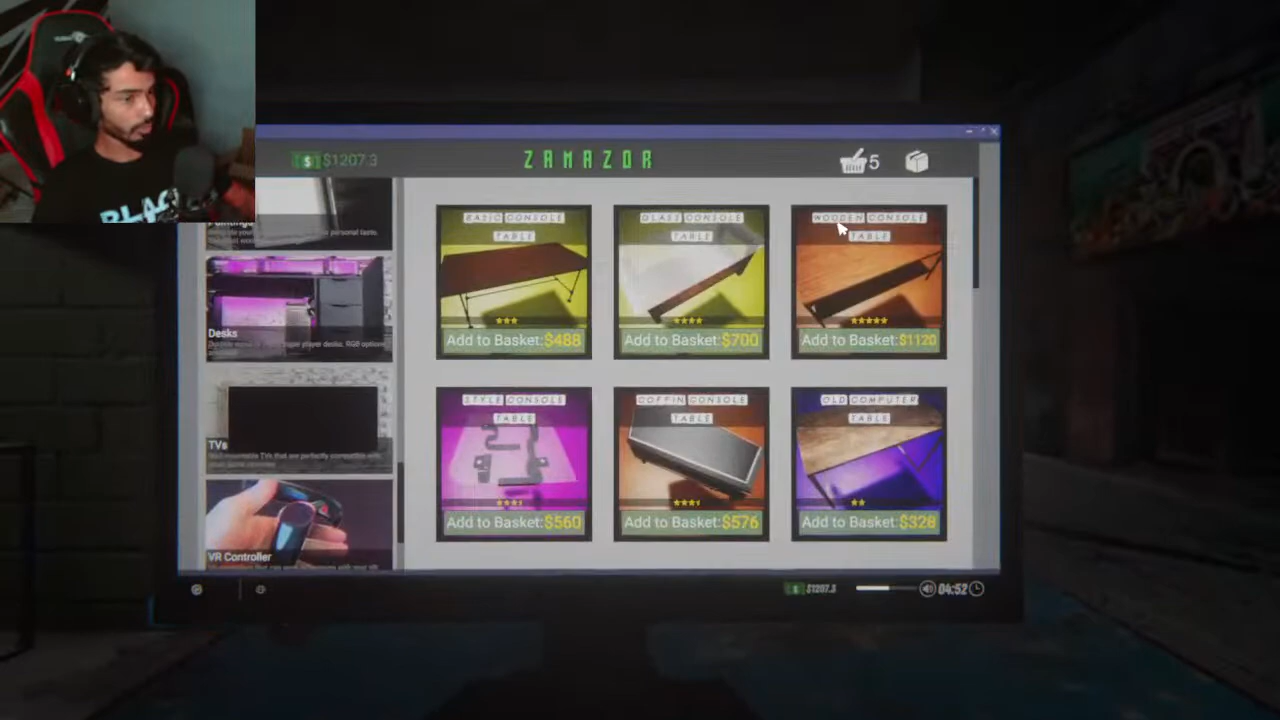 $1207.3
ZAMAZOR
5
BASIC CONSOLE TABLE
Add to Basket:$488
GLASS CONSOLE TABLE
Add to Basket:$700
WOODEN CONSOLE TABLE
Add to Basket:$1120
Desks
STYLE CONSOLE TABLE
Add to Basket:$560
COFFIN CONSOLE TABLE
Add to Basket:$576
OLD COMPUTER TABLE
Add to Basket:$328
TVs
VR Controller
$1207.3
04:52